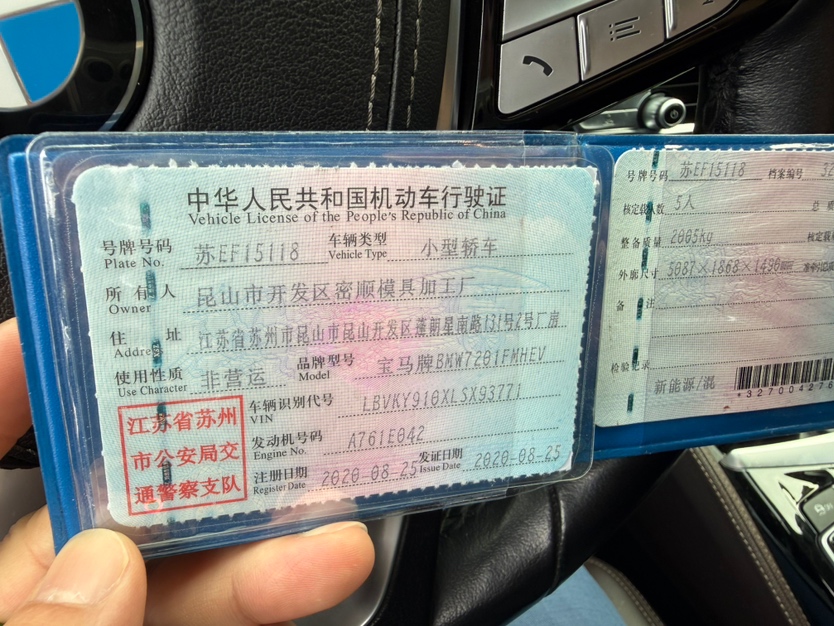 中华人民共和国机动车行驶证
Vehicle License of the People's Republic of China
号牌号码 苏EF15118 车辆类型 小型轿车
Plate No. Vehicle Type
所有人 昆山市开发区密顺模具加工厂
Owner
住址 江苏省苏州市昆山市昆山开发区蓬朗星南路131号2号厂房
Address
使用性质 非营运 品牌型号 宝马牌BMW7201FMHEV
Use Character Model
江苏省苏州
市公安局交
通警察支队
车辆识别代号 LBVKY910XLSX93771
VIN
发动机号码 A761E042
Engine No.
注册日期 2020-08-25 发证日期 2020-08-25
Register Date Issue Date
号牌号码 苏EF15118 档案编号
核定载人数 5人
整备质量 2005kg
外廓尺寸 5087×1868×1496mm
备注
检验记录
新能源/混